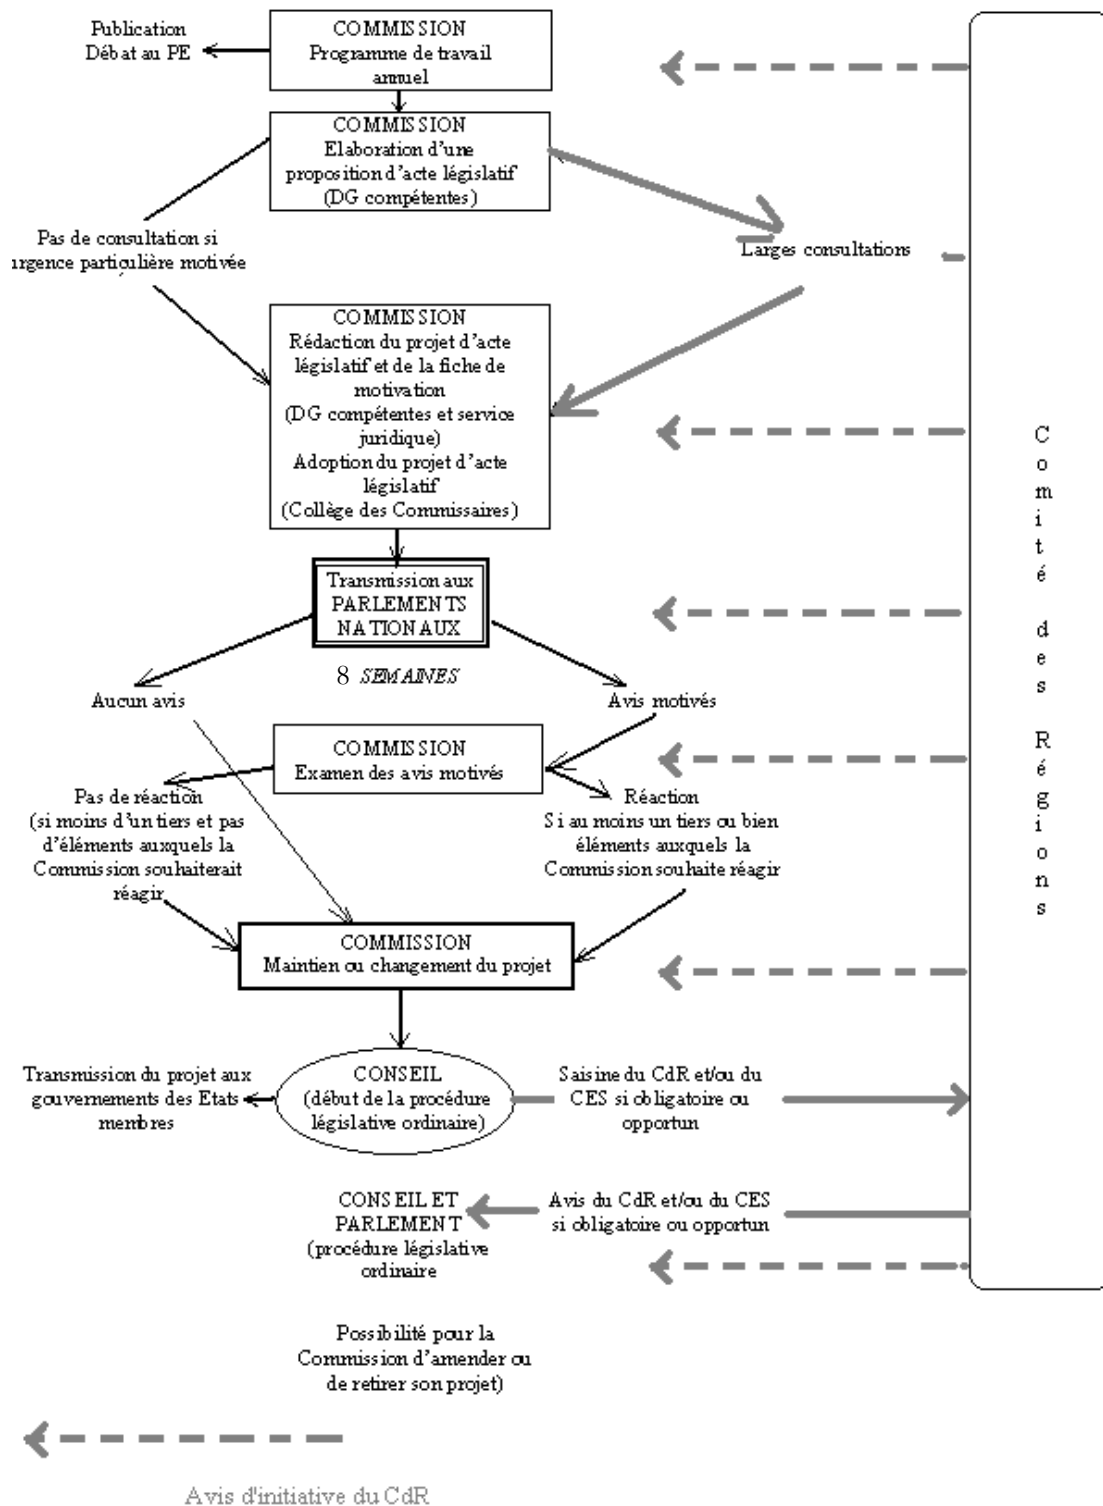 Publication
Débat au PE
COMMISSION
Programme de travail
annuel
COMMISSION
Elaboration d'une
proposition d'acte législatif
(DG compétentes)
Pas de consultation si
urgence particulière motivée
Larges consultations
COMMISSION
Rédaction du projet d'acte
législatif et de la fiche de
motivation
(DG compétentes et service
juridique)
Adoption du projet d'acte
législatif
(Collège des Commissaires)
Transmission aux
PARLEMENTS
NATIONAUX
8 SEMAINES
Aucun avis
Avis motivés
COMMISSION
Examen des avis motivés
Pas de réaction
(si moins d'un tiers et pas
d'éléments auxquels la
Commission souhaiterait
réagir
Réaction
Si au moins un tiers ou bien
éléments auxquels la
Commission souhaite réagir
COMMISSION
Maintien ou changement du projet
Transmission du projet aux
gouvernements des Etats
membres
CONSEIL
(début de la procédure
législative ordinaire)
Saisine du CdR et/ou du
CES si obligatoire ou
opportun
CONSEIL ET
PARLEMENT
(procédure législative
ordinaire
Avis du CdR et/ou du CES
si obligatoire ou opportun
Possibilité pour la
Commission d'amender ou
de retirer son projet)
Comité des Régions
Avis d'initiative du CdR